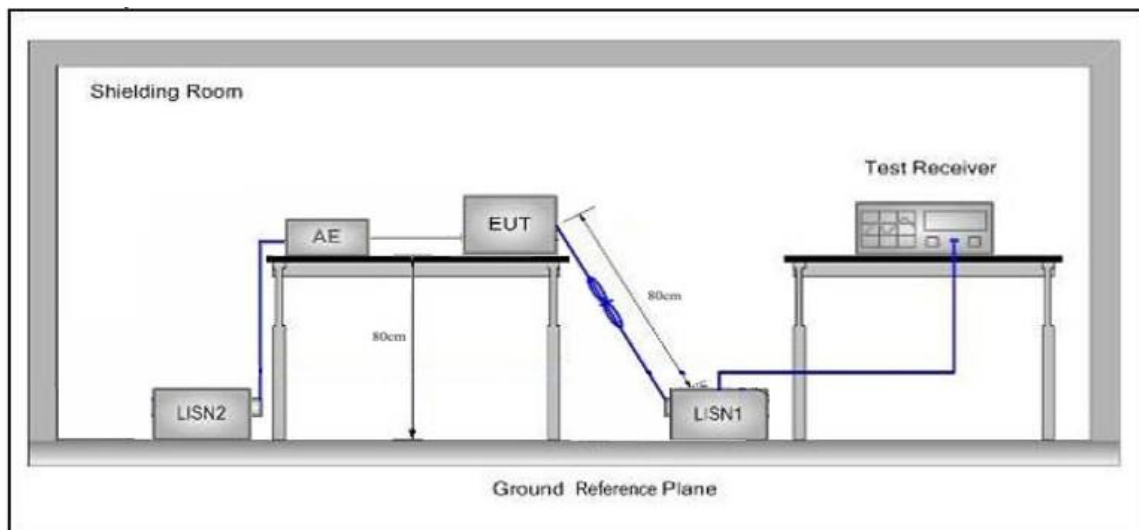 Shielding Room
Test Receiver
EUT
AE
80cm
80cm
LISN2
LISN1
Ground Reference Plane